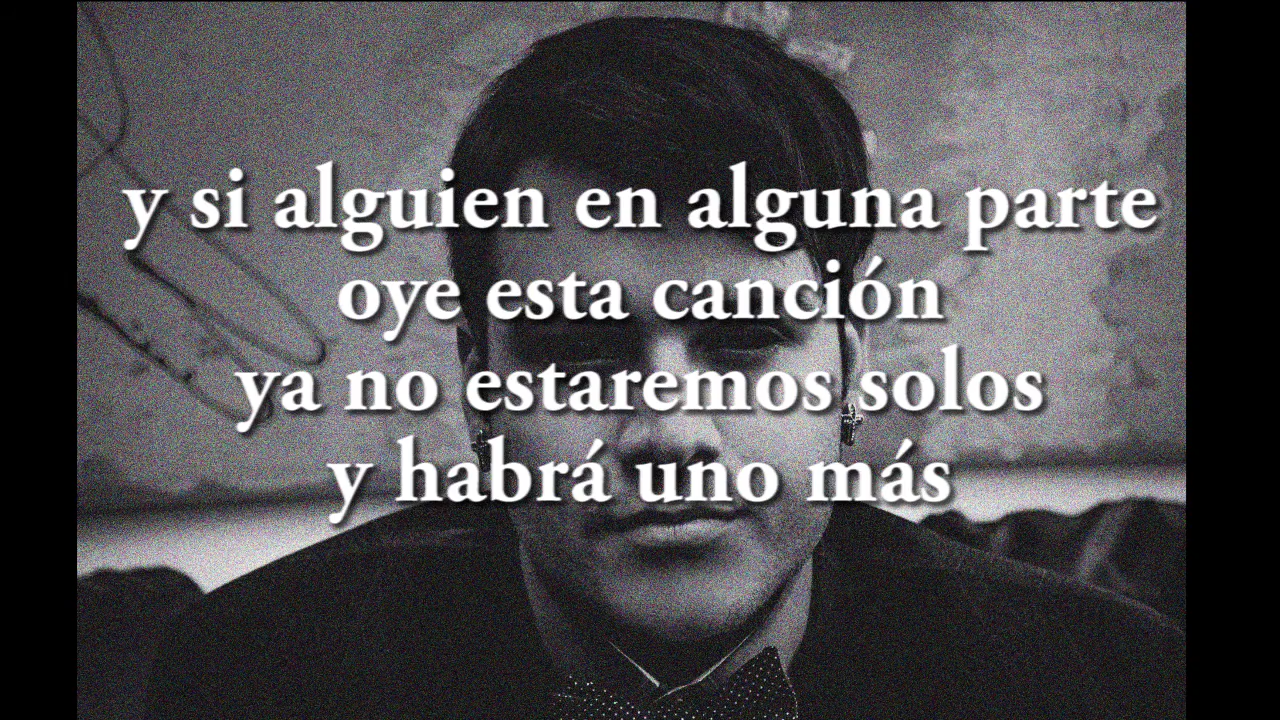 y si alguien en alguna parte
oye esta canción
ya no estaremos solos
y habrá uno más